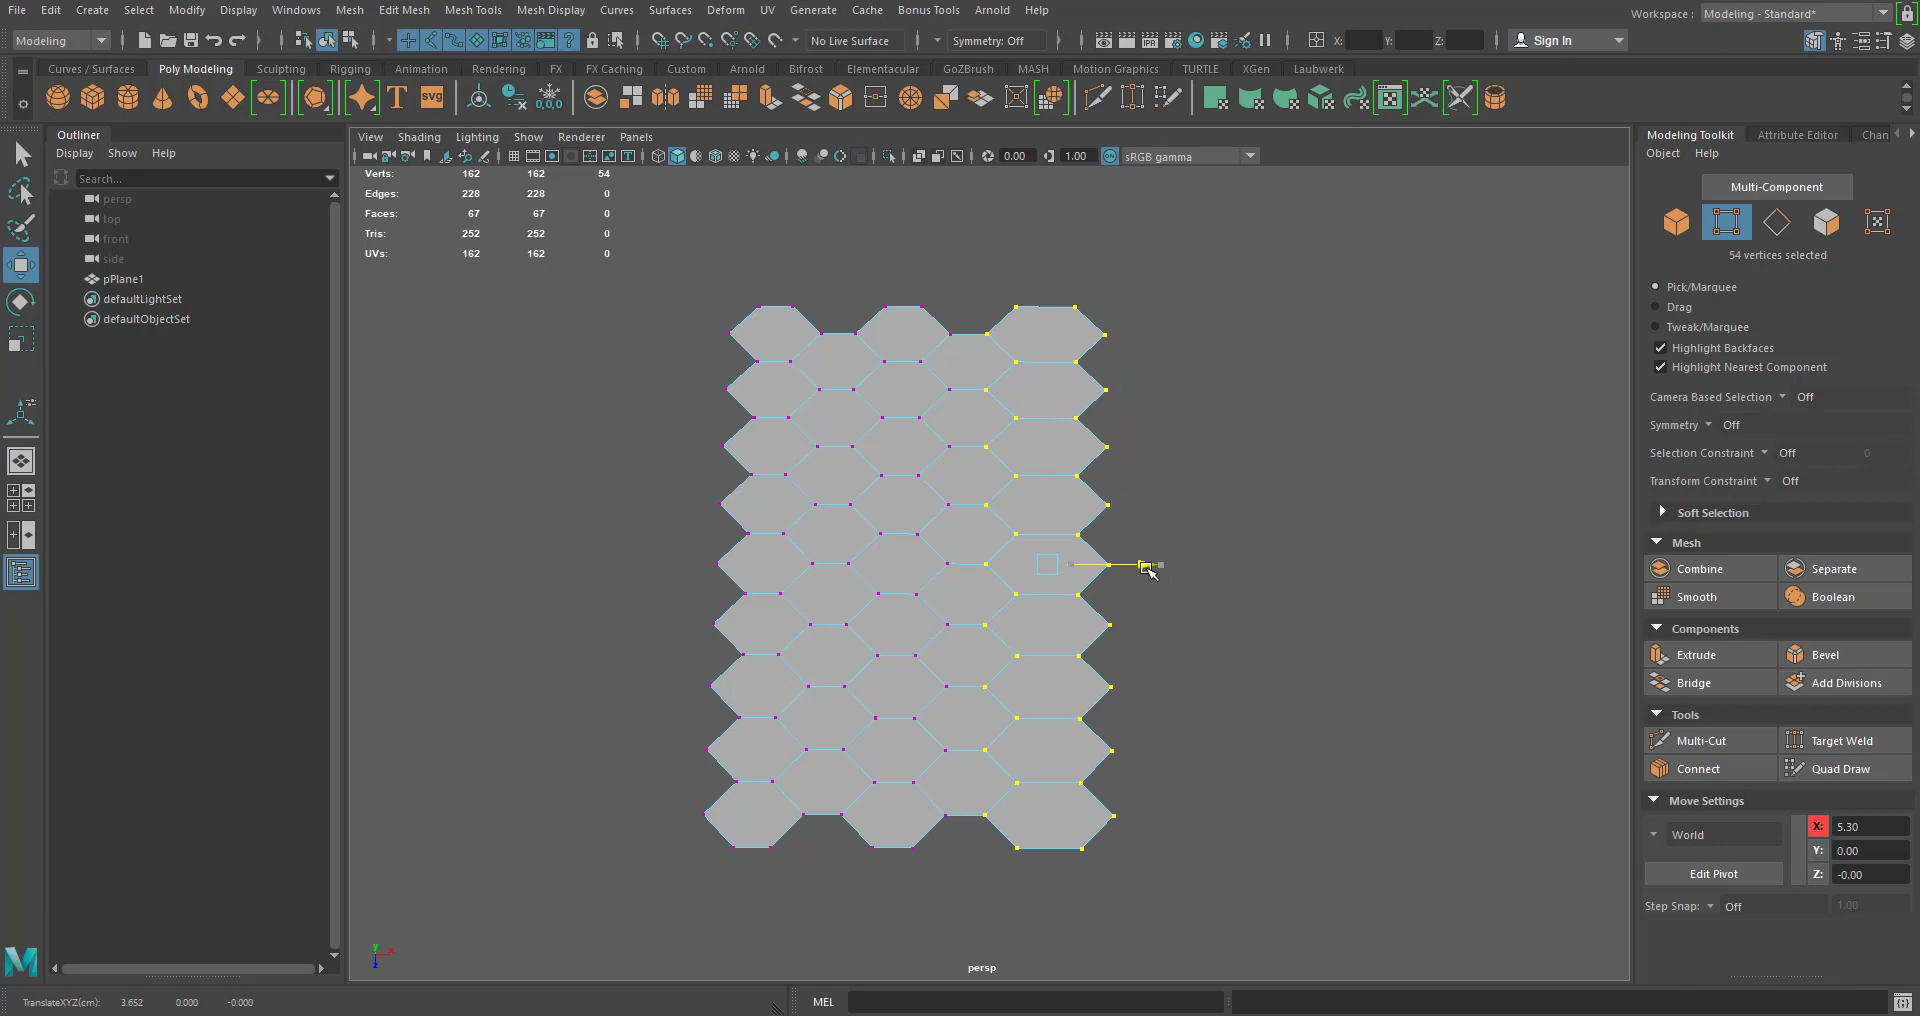 File Edit Create Select Modify Display Windows Mesh Edit Mesh Mesh Tools Mesh Display Curves Surfaces Deform UV Generate Cache Bonus Tools Arnold Help
Workspace : Modeling - Standard*
Modeling
No Live Surface
Symmetry: Off
X: Y: Z:
Sign In
Curves / Surfaces Poly Modeling Sculpting Rigging Animation Rendering FX FX Caching Custom Arnold Bifrost Elementacular GoZBrush MASH Motion Graphics TURTLE XGen Laubwerk
T SVG 0,0,0
Outliner
Display Show Help
Search...
persp
top
front
side
pPlane1
defaultLightSet
defaultObjectSet
View Shading Lighting Show Renderer Panels
0.00 1.00 ON sRGB gamma
Verts: 162 162 54
Edges: 228 228 0
Faces: 67 67 0
Tris: 252 252 0
UVs: 162 162 0
y x z
persp
Modeling Toolkit Attribute Editor Chan
Object Help
Multi-Component
54 vertices selected
Pick/Marquee
Drag
Tweak/Marquee
Highlight Backfaces
Highlight Nearest Component
Camera Based Selection Off
Symmetry Off
Selection Constraint Off 0
Transform Constraint Off
Soft Selection
Mesh
Combine Separate
Smooth Boolean
Components
Extrude Bevel
Bridge Add Divisions
Tools
Multi-Cut Target Weld
Connect Quad Draw
Move Settings
World
X: 5.30
Y: 0.00
Edit Pivot
Z: -0.00
Step Snap: Off 1.00
M
TranslateXYZ(cm): 3.652 0.000 -0.000
MEL